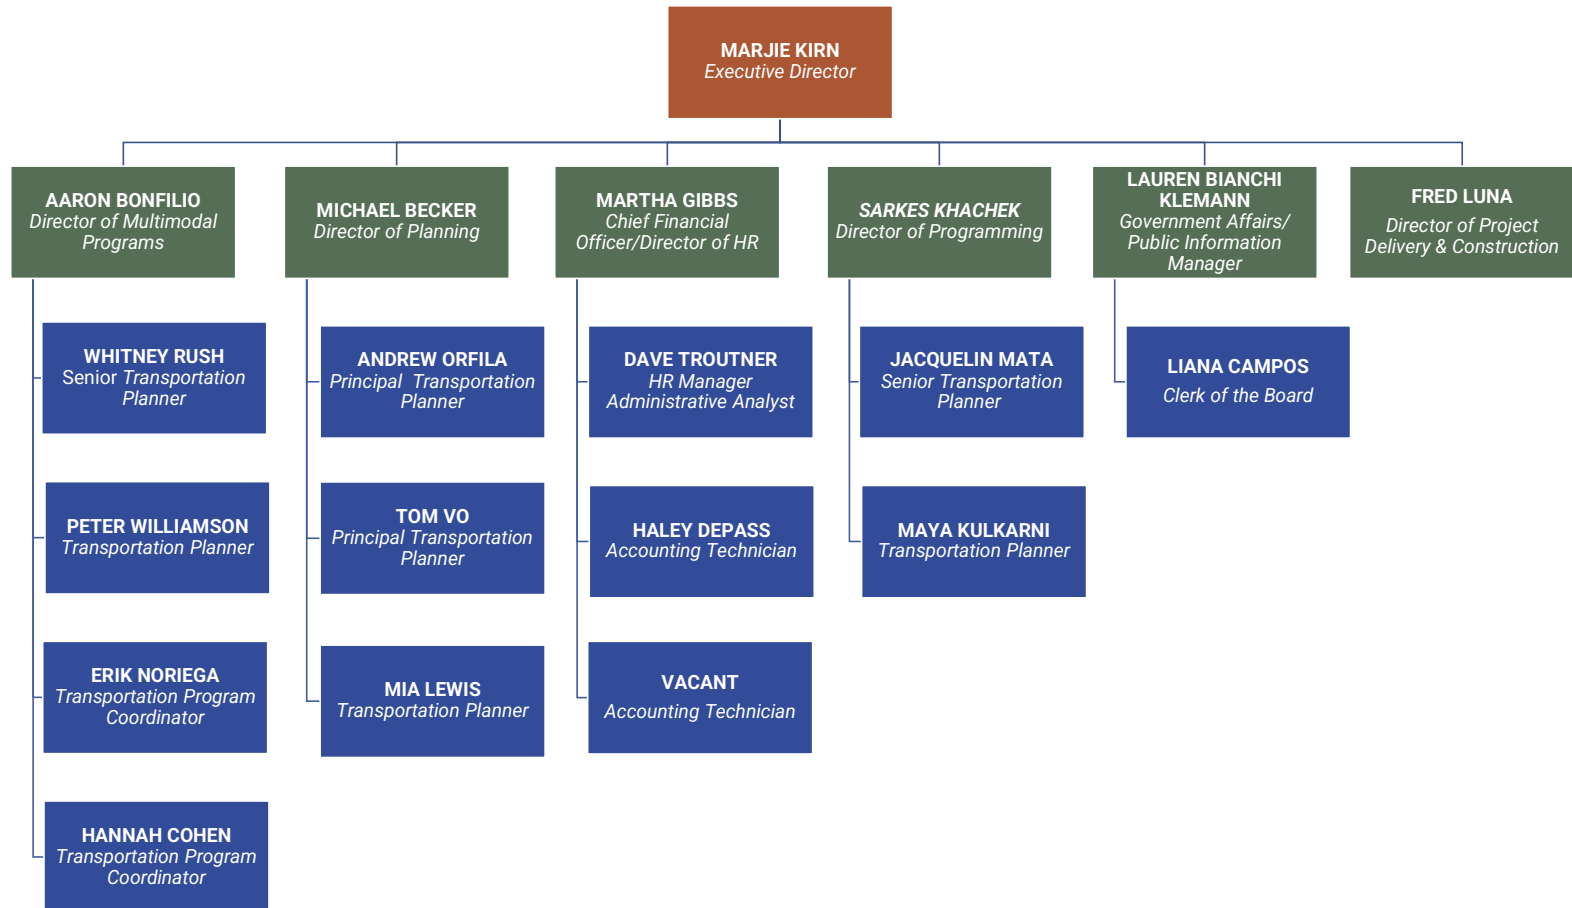 MARJIE KIRN
Executive Director
AARON BONFILIO
Director of Multimodal
Programs
MICHAEL BECKER
Director of Planning
MARTHA GIBBS
Chief Financial
Officer/Director of HR
SARKES KHACHEK
Director of Programming
LAUREN BIANCHI
KLEMANN
Government Affairs/
Public Information
Manager
FRED LUNA
Director of Project
Delivery & Construction
WHITNEY RUSH
Senior Transportation
Planner
PETER WILLIAMSON
Transportation Planner
ERIK NORIEGA
Transportation Program
Coordinator
HANNAH COHEN
Transportation Program
Coordinator
ANDREW ORFILA
Principal Transportation
Planner
TOM VO
Principal Transportation
Planner
MIA LEWIS
Transportation Planner
DAVE TROUTNER
HR Manager
Administrative Analyst
HALEY DEPASS
Accounting Technician
VACANT
Accounting Technician
JACQUELIN MATA
Senior Transportation
Planner
MAYA KULKARNI
Transportation Planner
LIANA CAMPOS
Clerk of the Board